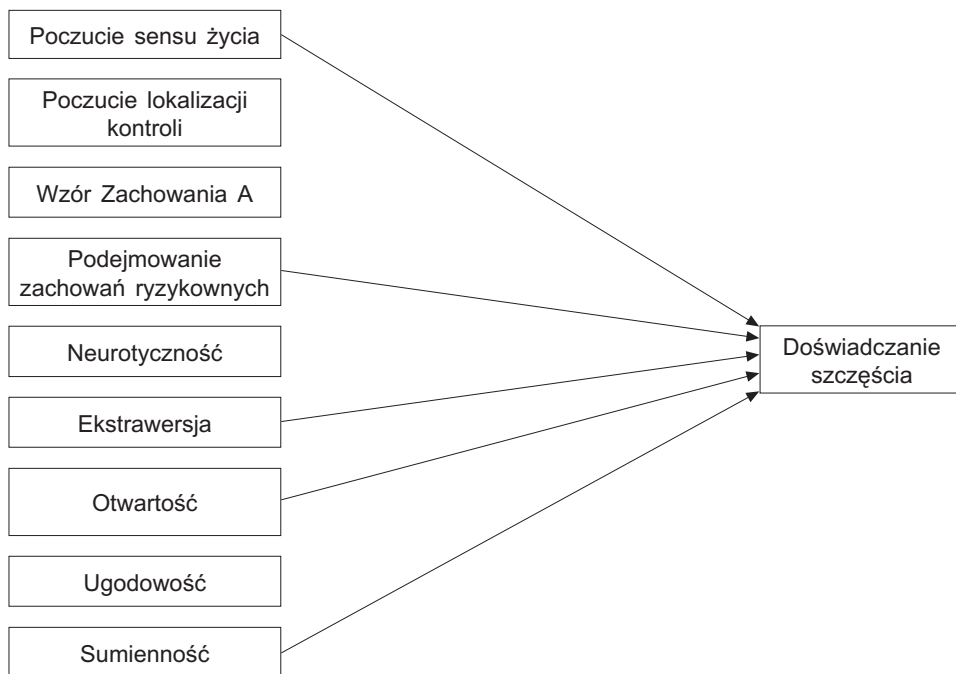 Poczucie sensu życia
Poczucie lokalizacji
kontroli
Wzór Zachowania A
Podejmowanie
zachowań ryzykownych
Neurotyczność
Ekstrawersja
Otwartość
Ugodowość
Sumienność
Doświadczanie
szczęścia